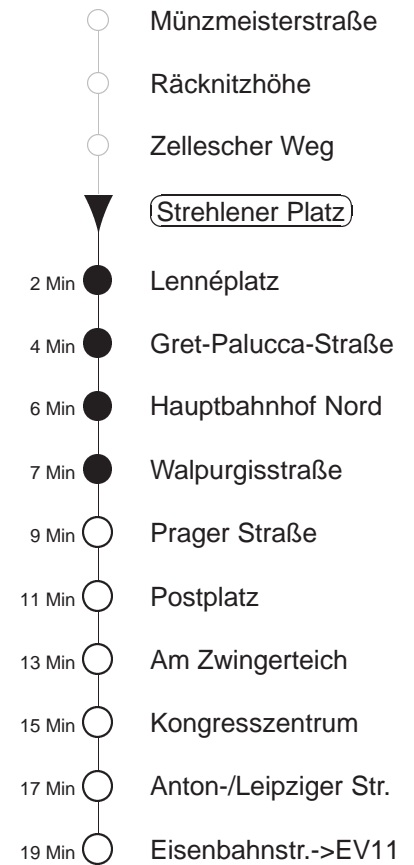 Münzmeisterstraße
Räcknitzhöhe
Zellescher Weg
Strehlener Platz
2 Min Lennéplatz
4 Min Gret-Palucca-Straße
6 Min Hauptbahnhof Nord
7 Min Walpurgisstraße
9 Min Prager Straße
11 Min Postplatz
13 Min Am Zwingerteich
15 Min Kongresszentrum
17 Min Anton-/Leipziger Str.
19 Min Eisenbahnstr.->EV11